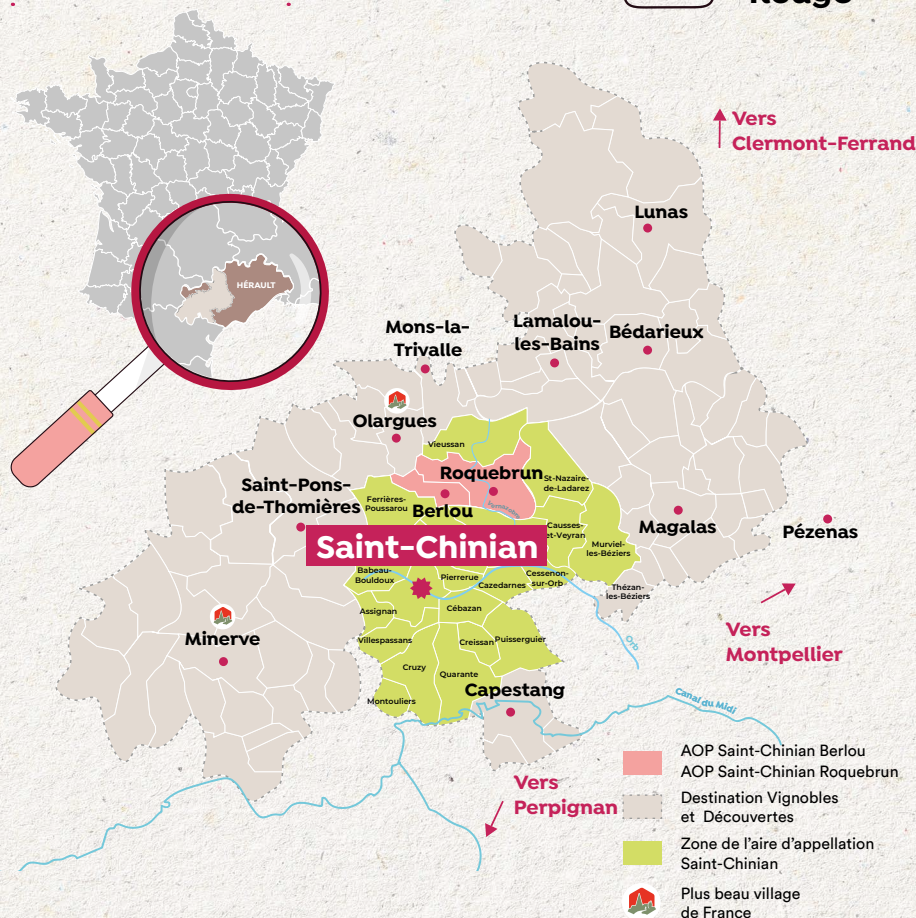 Vers
Clermont-Ferrand
Lunas
HÉRAULT
Mons-la-
Trivalle
Lamalou-
les-Bains
Bédarieux
Olargues
Vieussan
Roquebrun
St-Nazaire-
de-Ladarez
Saint-Pons-
de-Thomières
Ferrières-
Poussarou
Berlou
Causses-
et-Veyran
Magalas
Pézenas
Saint-Chinian
Murviel-
les-Béziers
Babeau-
Bouldoux
Pierrerue
Cazedarnes
Cessenon-
sur-Orb
Thézan-
les-Béziers
Assignan
Cébazan
Minerve
Villespassans
Creissan
Puisserguier
Orb
Vers
Montpellier
Cruzy
Quarante
Capestang
Montouliers
Canal du Midi
Vers
Perpignan
AOP Saint-Chinian Berlou
AOP Saint-Chinian Roquebrun
Destination Vignobles
et Découvertes
Zone de l'aire d'appellation
Saint-Chinian
Plus beau village
de France